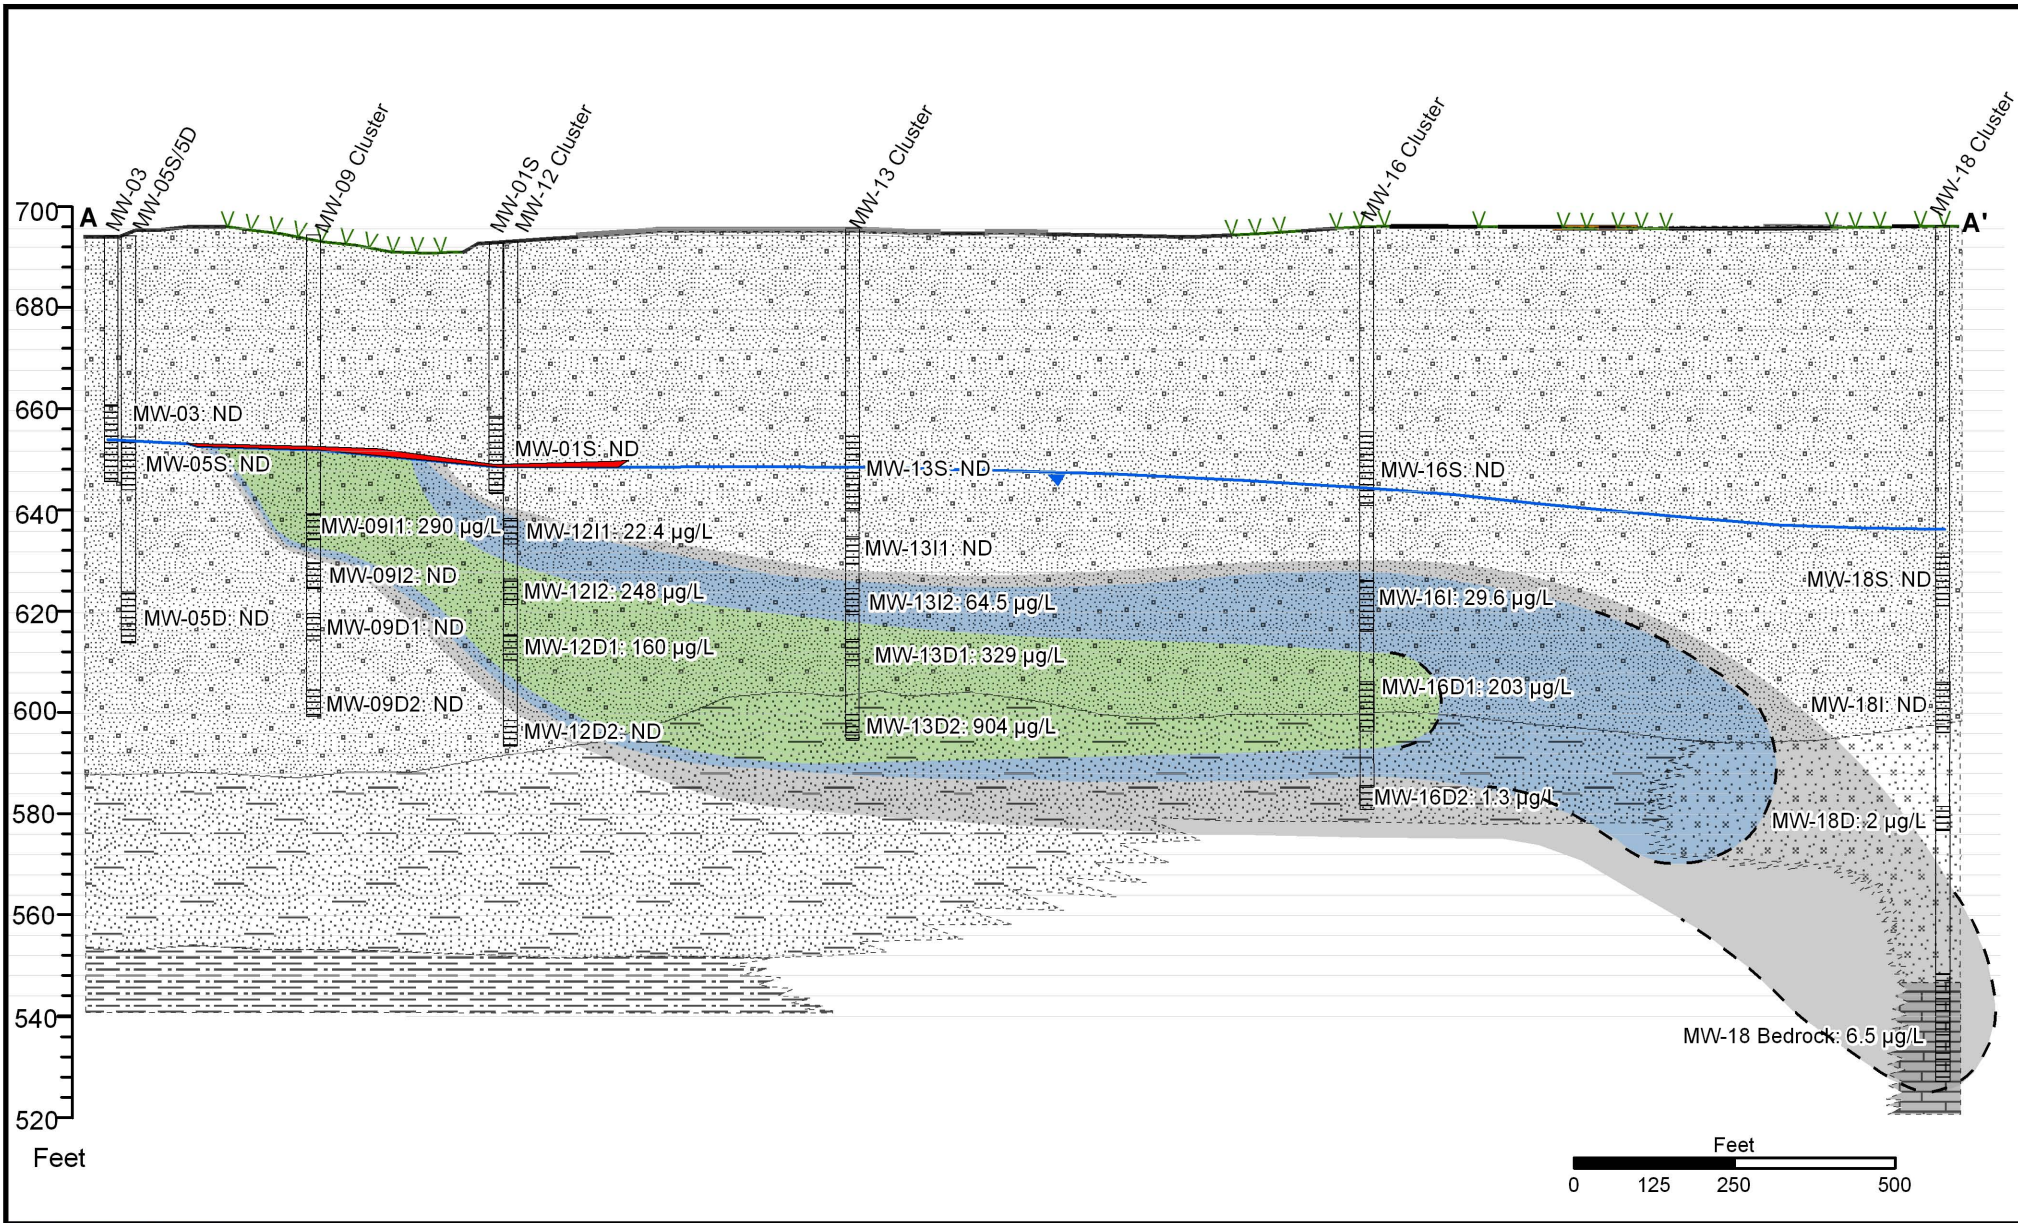 MW-03
MW-05S/5D
MW-09 Cluster
MW-01S
MW-12 Cluster
MW-13 Cluster
MW-16 Cluster
MW-18 Cluster
700
A
A'
680
660
640
620
600
580
560
540
520
Feet
MW-03: ND
MW-05S: ND
MW-05D: ND
MW-09I1: 290 µg/L
MW-09I2: ND
MW-09D1: ND
MW-09D2: ND
MW-01S: ND
MW-12I1: 22.4 µg/L
MW-12I2: 248 µg/L
MW-12D1: 160 µg/L
MW-12D2: ND
MW-13S: ND
MW-13I1: ND
MW-13I2: 64.5 µg/L
MW-13D1: 329 µg/L
MW-13D2: 904 µg/L
MW-16S: ND
MW-16I: 29.6 µg/L
MW-16D1: 203 µg/L
MW-16D2: 1.3 µg/L
MW-18S: ND
MW-18I: ND
MW-18D: 2 µg/L
MW-18 Bedrock: 6.5 µg/L
Feet
0 125 250 500